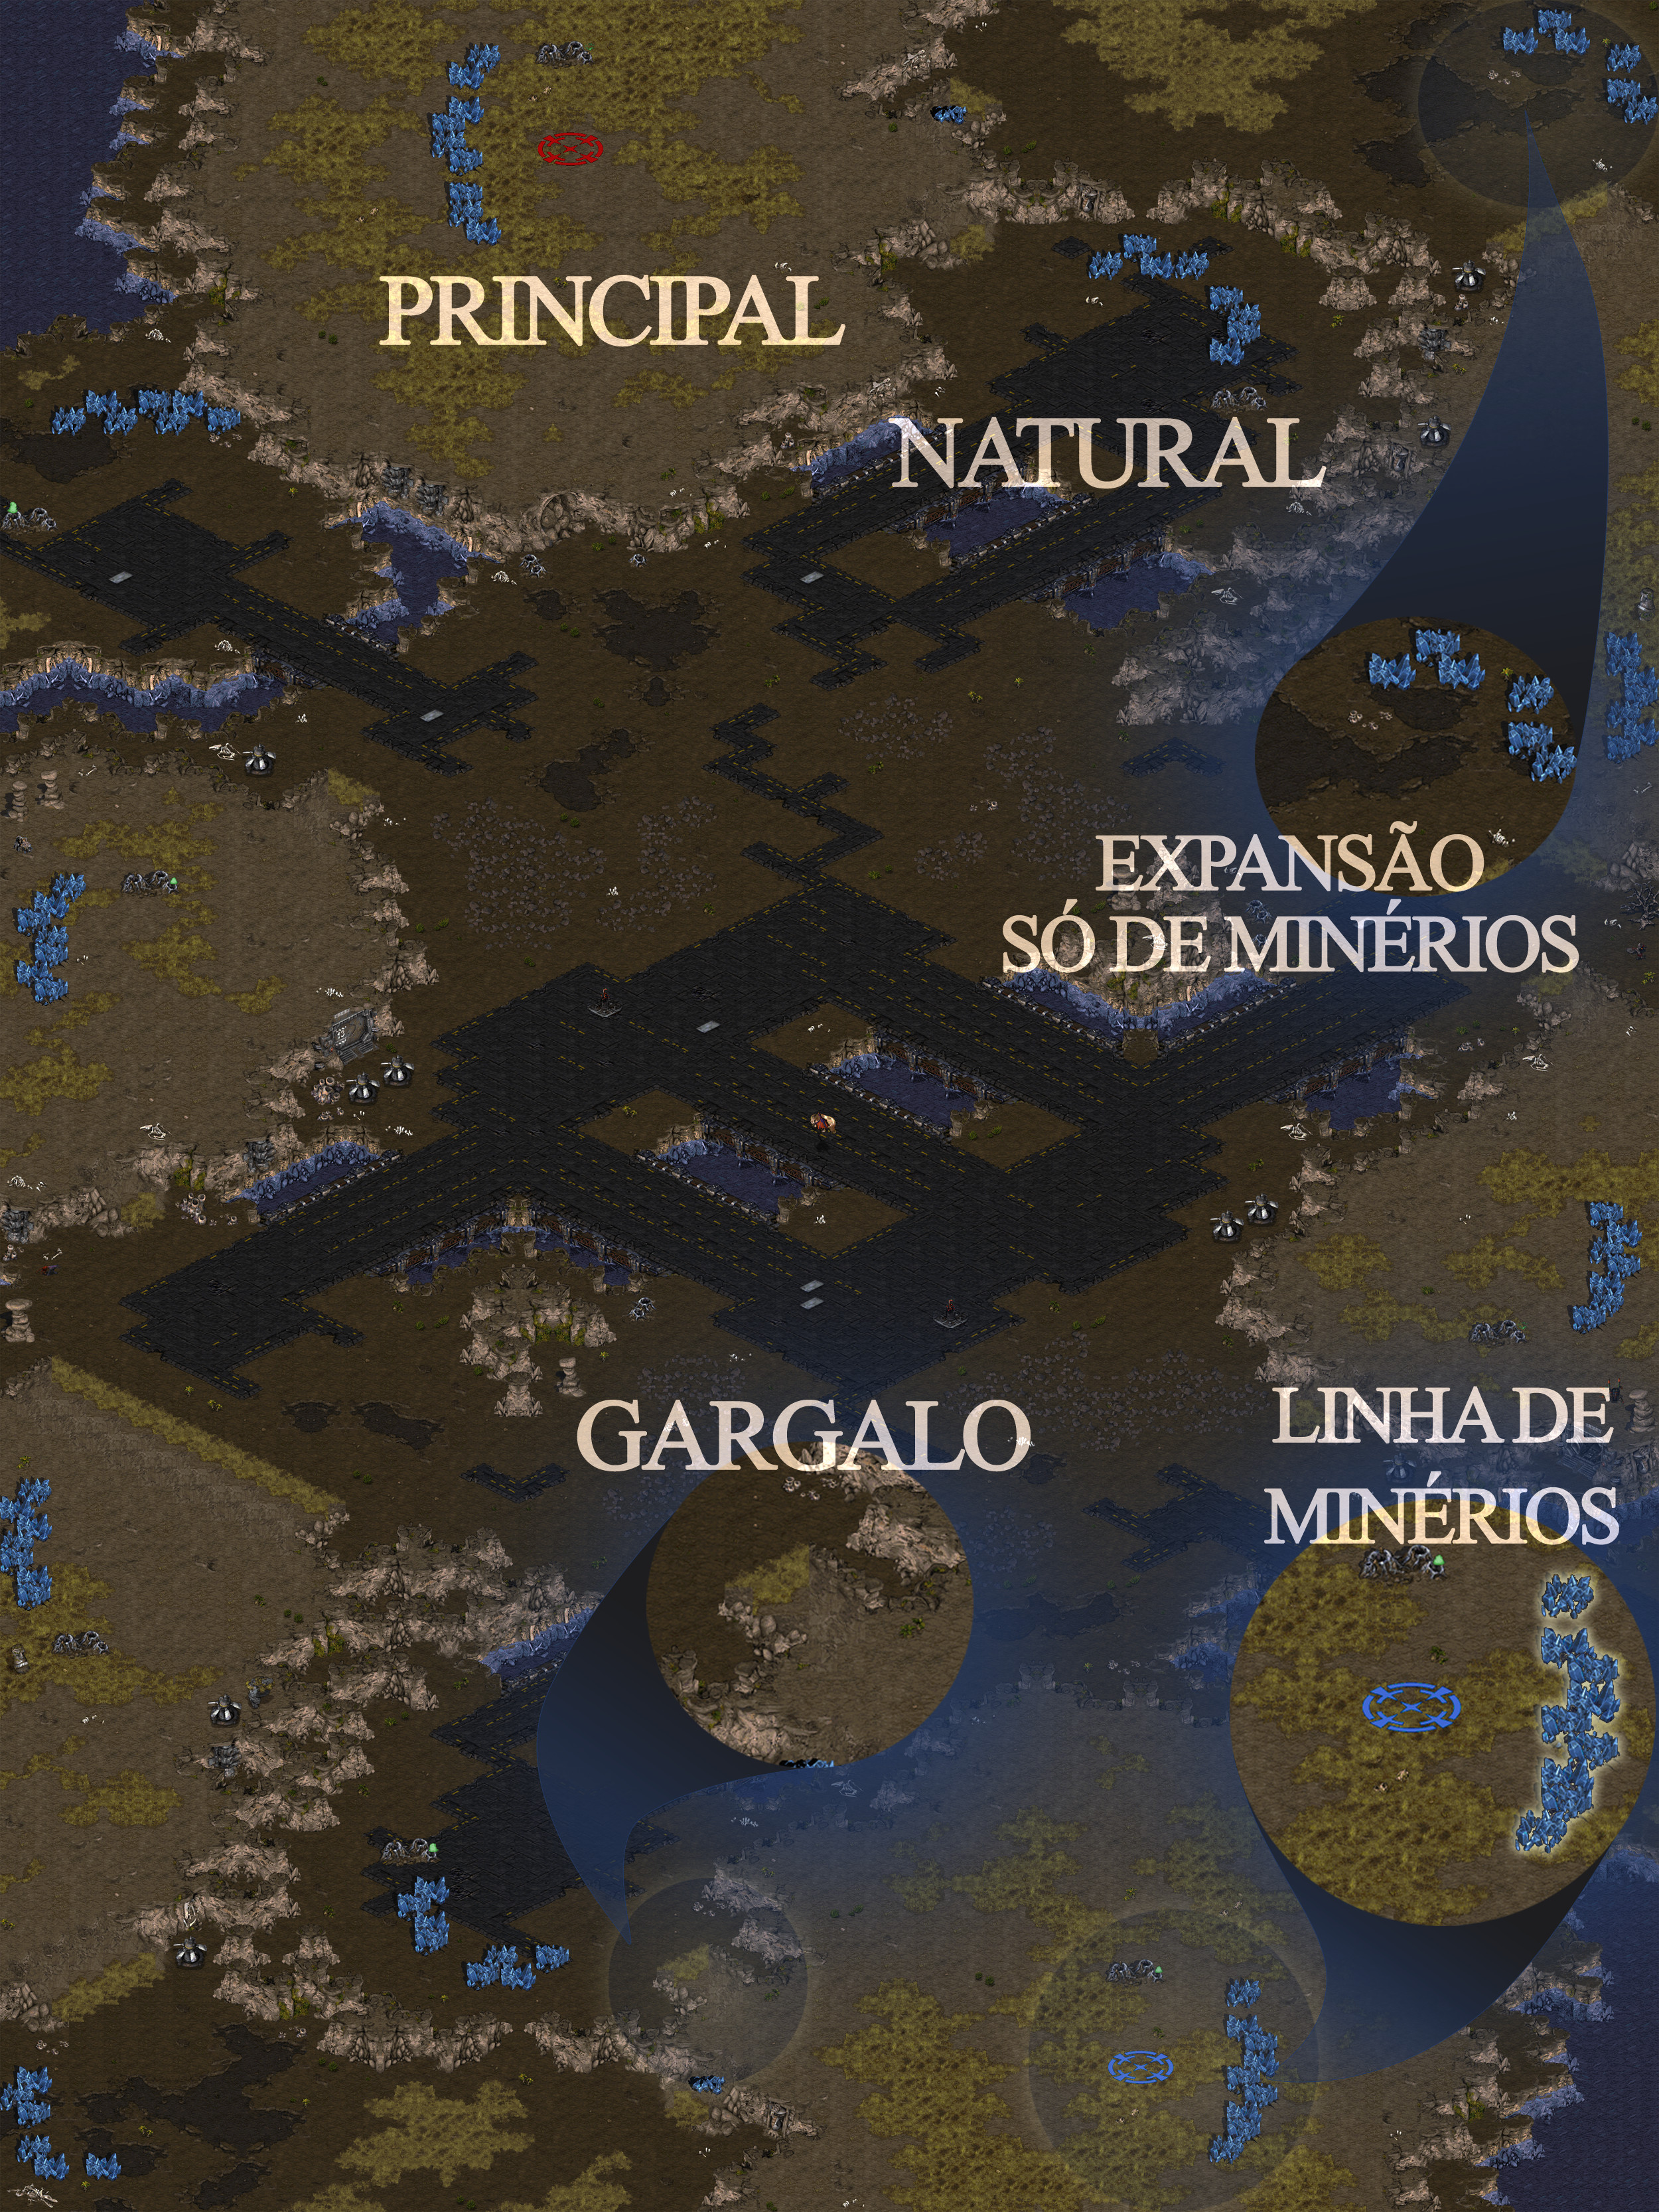 PRINCIPAL
NATURAL
EXPANSÃO
SÓ DE MINÉRIOS
GARGALO
LINHA DE
MINÉRIOS